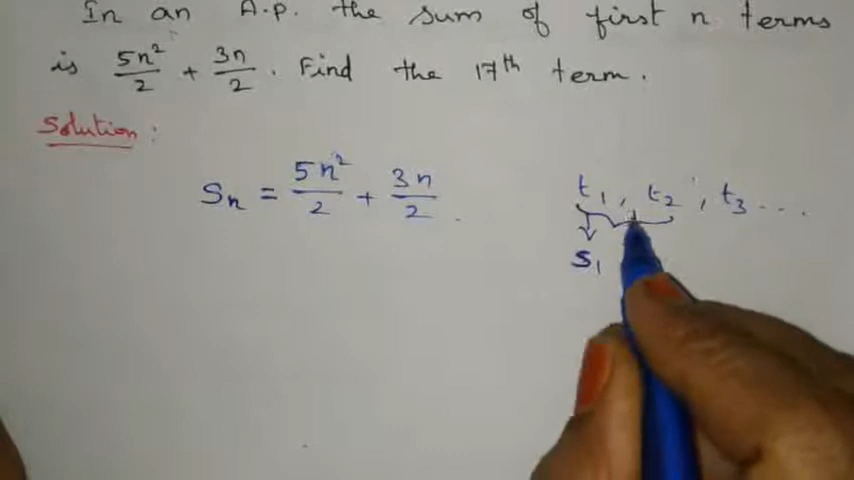 In an A.p. the sum of first n terms
is 5n²/2 + 3n/2 . Find the 17th term.
Solution:
Sn = 5n²/2 + 3n/2 .
t1, t2, t3 ...
S1